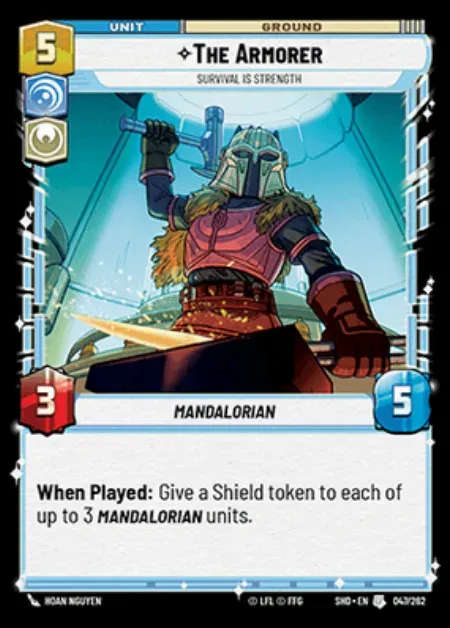 UNIT GROUND
5
THE ARMORER
SURVIVAL IS STRENGTH
3
MANDALORIAN
5
When Played: Give a Shield token to each of
up to 3 MANDALORIAN units.
HOAN NGUYEN © LFL © FFG SHD • EN 047/262